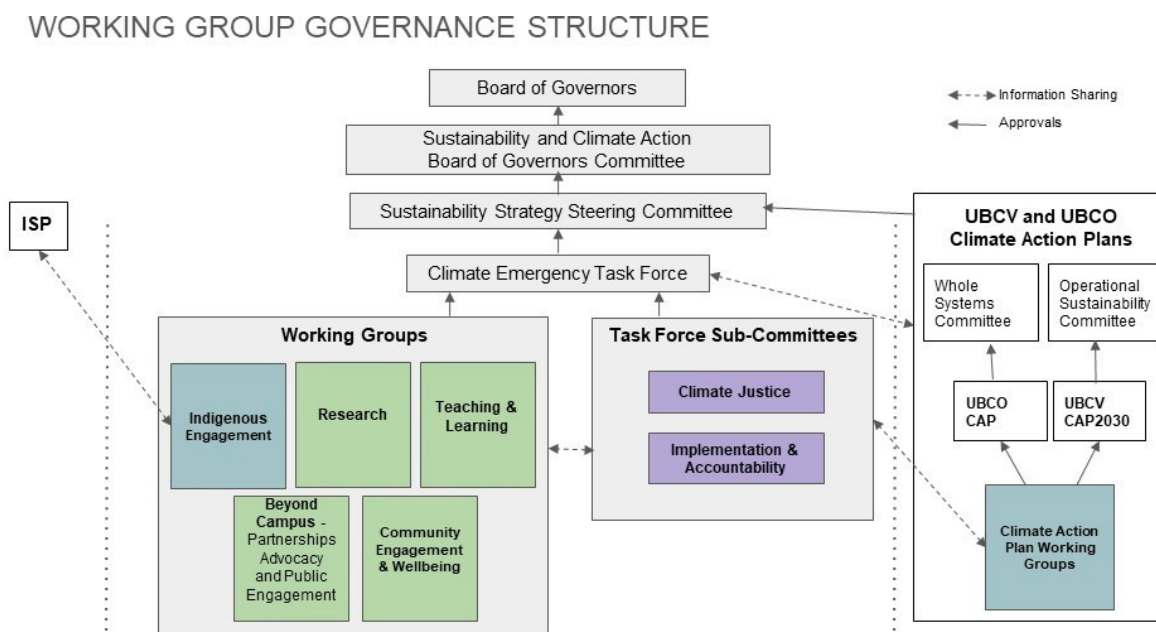 WORKING GROUP GOVERNANCE STRUCTURE
Board of Governors
Information Sharing
Approvals
Sustainability and Climate Action
Board of Governors Committee
ISP
Sustainability Strategy Steering Committee
UBCV and UBCO
Climate Action Plans
Climate Emergency Task Force
Whole
Systems
Committee
Operational
Sustainability
Committee
Working Groups
Indigenous
Engagement
Research
Teaching &
Learning
Beyond
Campus -
Partnerships
Advocacy
and Public
Engagement
Community
Engagement
& Wellbeing
Task Force Sub-Committees
Climate Justice
Implementation &
Accountability
UBCO
CAP
UBCV
CAP2030
Climate Action
Plan Working
Groups